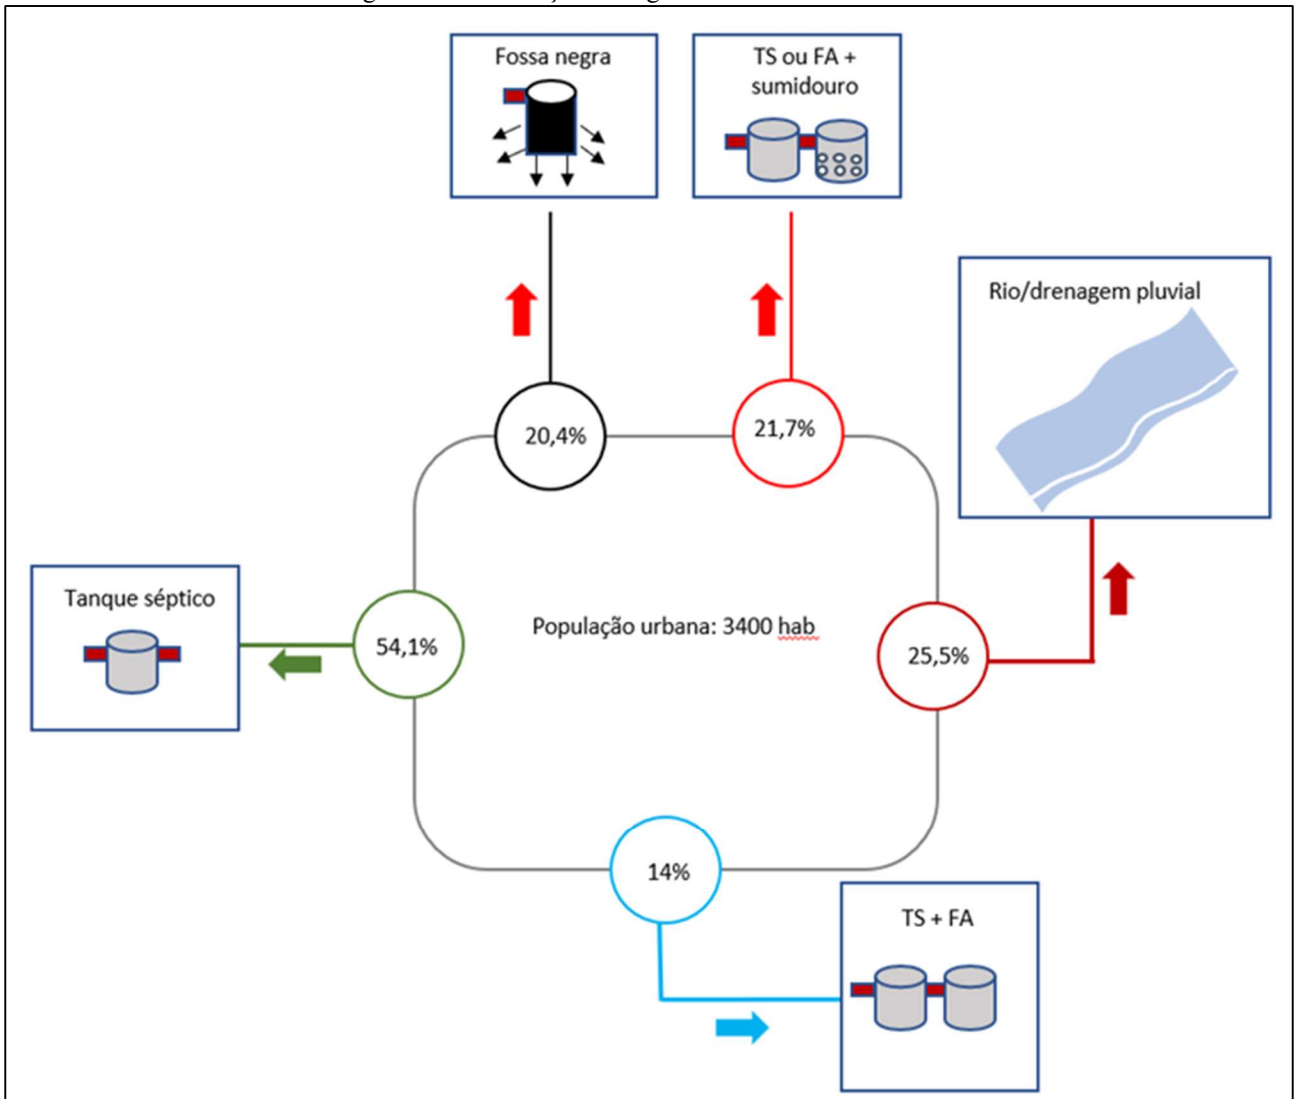 Fossa negra
TS ou FA +
sumidouro
Rio/drenagem pluvial
20,4%
21,7%
Tanque séptico
População urbana: 3400 hab
54,1%
25,5%
14%
TS + FA